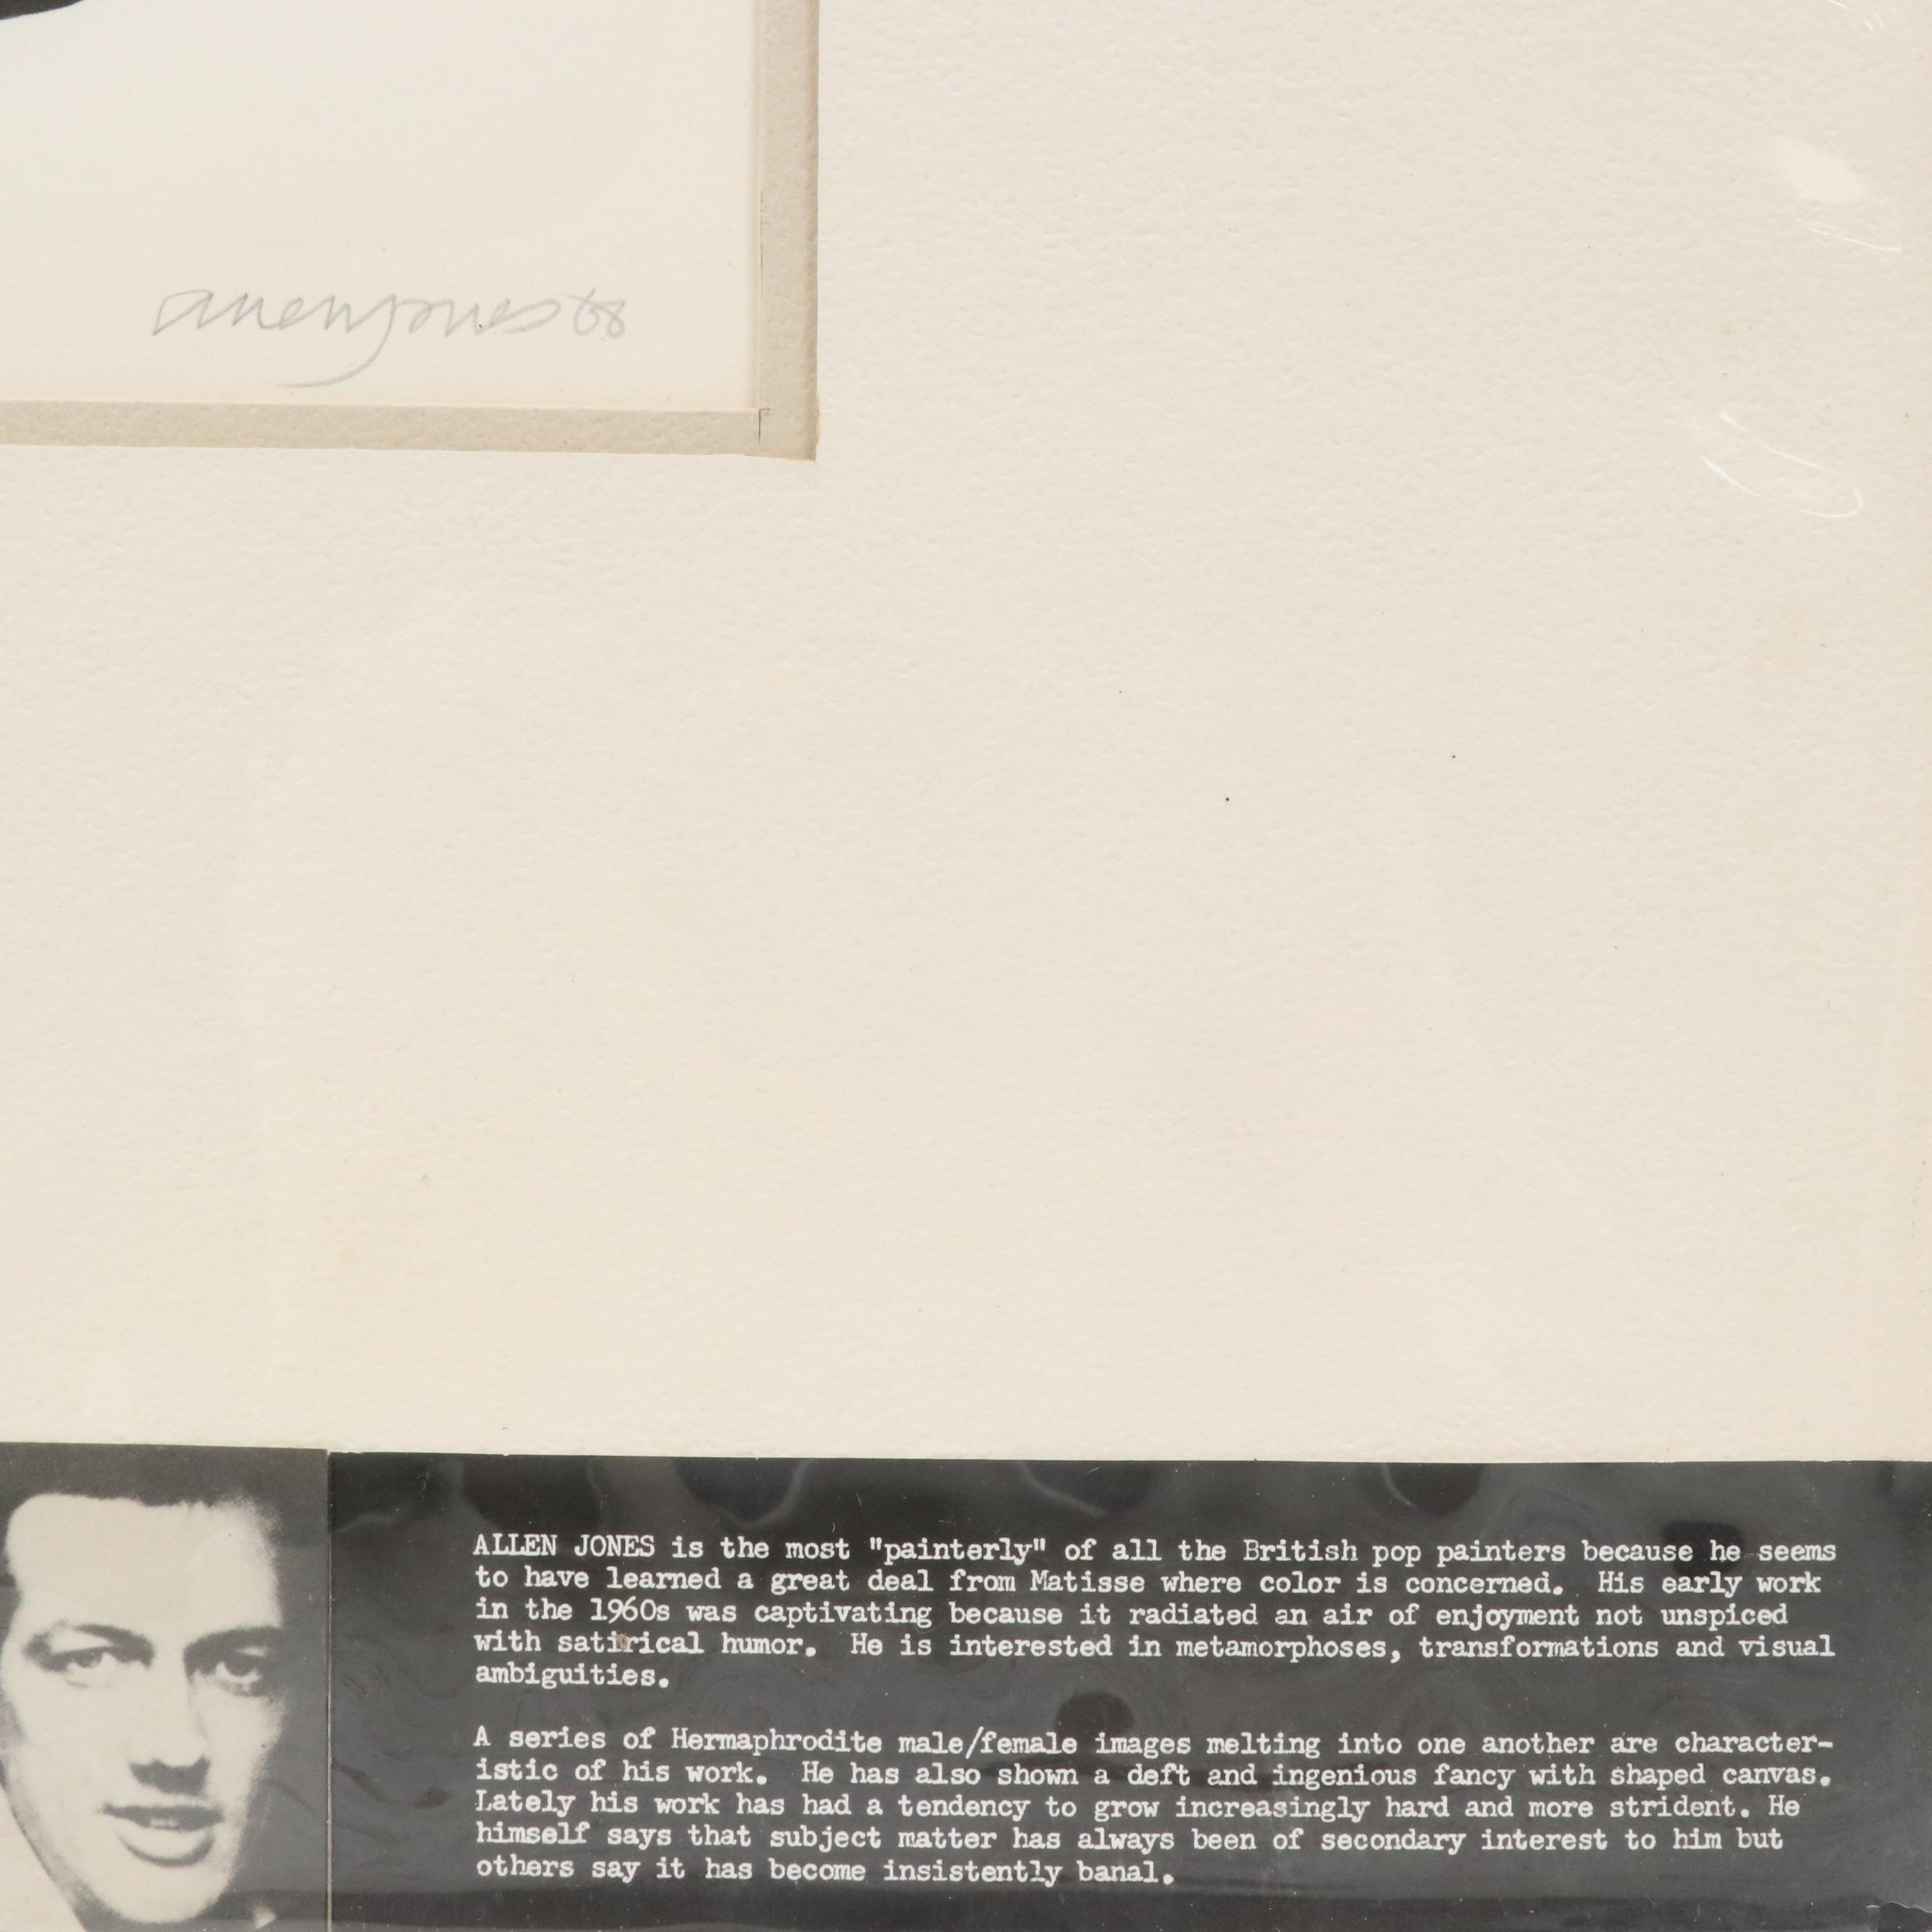 allen jones 68
ALLEN JONES is the most "painterly" of all the British pop painters because he seems
to have learned a great deal from Matisse where color is concerned. His early work
in the 1960s was captivating because it radiated an air of enjoyment not unspiced
with satirical humor. He is interested in metamorphoses, transformations and visual
ambiguities.
A series of Hermaphrodite male/female images melting into one another are character-
istic of his work. He has also shown a deft and ingenious fancy with shaped canvas.
Lately his work has had a tendency to grow increasingly hard and more strident. He
himself says that subject matter has always been of secondary interest to him but
others say it has become insistently banal.